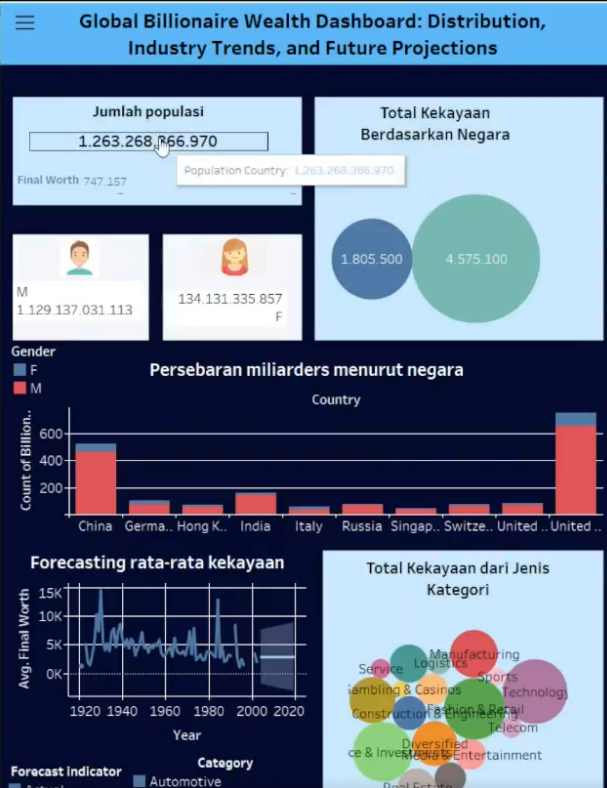 Global Billionaire Wealth Dashboard: Distribution,
Industry Trends, and Future Projections
Jumlah populasi
1.263.268.366.970
Population Country: 1.263.268.366.970
Final Worth 747.157
Total Kekayaan
Berdasarkan Negara
1.805.500
4.575.100
M
1.129.137.031.113
134.131.335.857
F
Gender
F
M
Persebaran miliarders menurut negara
Country
Count of Billion..
600
400
200
China Germa.. Hong K.. India Italy Russia Singap.. Switze.. United .. United ..
Forecasting rata-rata kekayaan
Avg. Final Worth
15K
10K
5K
0K
1920 1940 1960 1980 2000 2020
Year
Forecast indicator
Actual
Category
Automotive
Total Kekayaan dari Jenis
Kategori
Manufacturing
Logistics
Service
Sports
Technology
ambling & Casinos
Fashion & Retail
Construction & Engineering
Telecom
Diversified
ce & Investments
Media & Entertainment
Real Estate